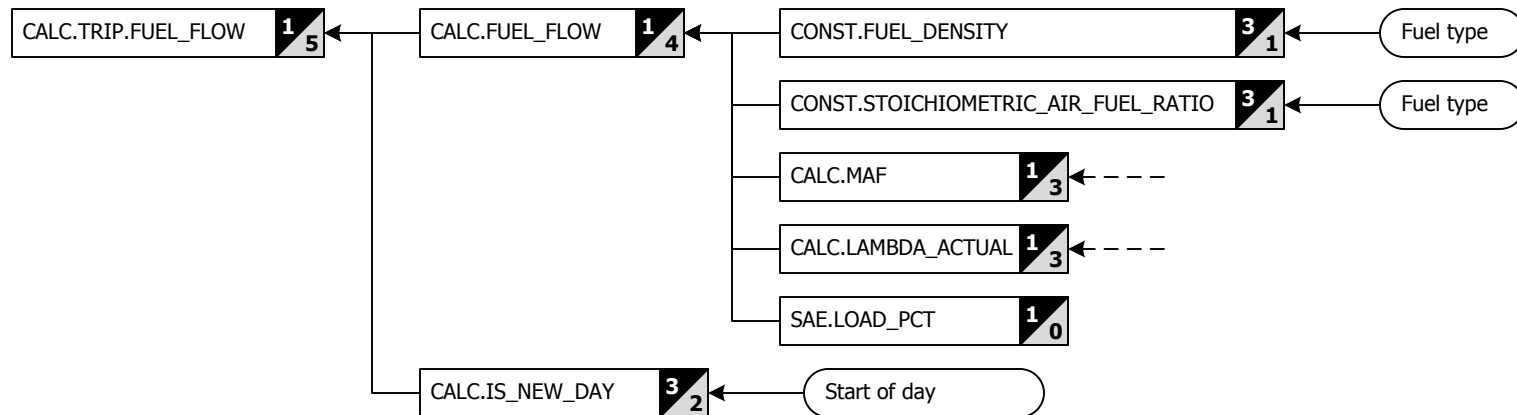 CALC.TRIP.FUEL_FLOW 1 5
CALC.FUEL_FLOW 1 4
CONST.FUEL_DENSITY 3 1
Fuel type
CONST.STOICHIOMETRIC_AIR_FUEL_RATIO 3 1
Fuel type
CALC.MAF 1 3
CALC.LAMBDA_ACTUAL 1 3
SAE.LOAD_PCT 1 0
CALC.IS_NEW_DAY 3 2
Start of day